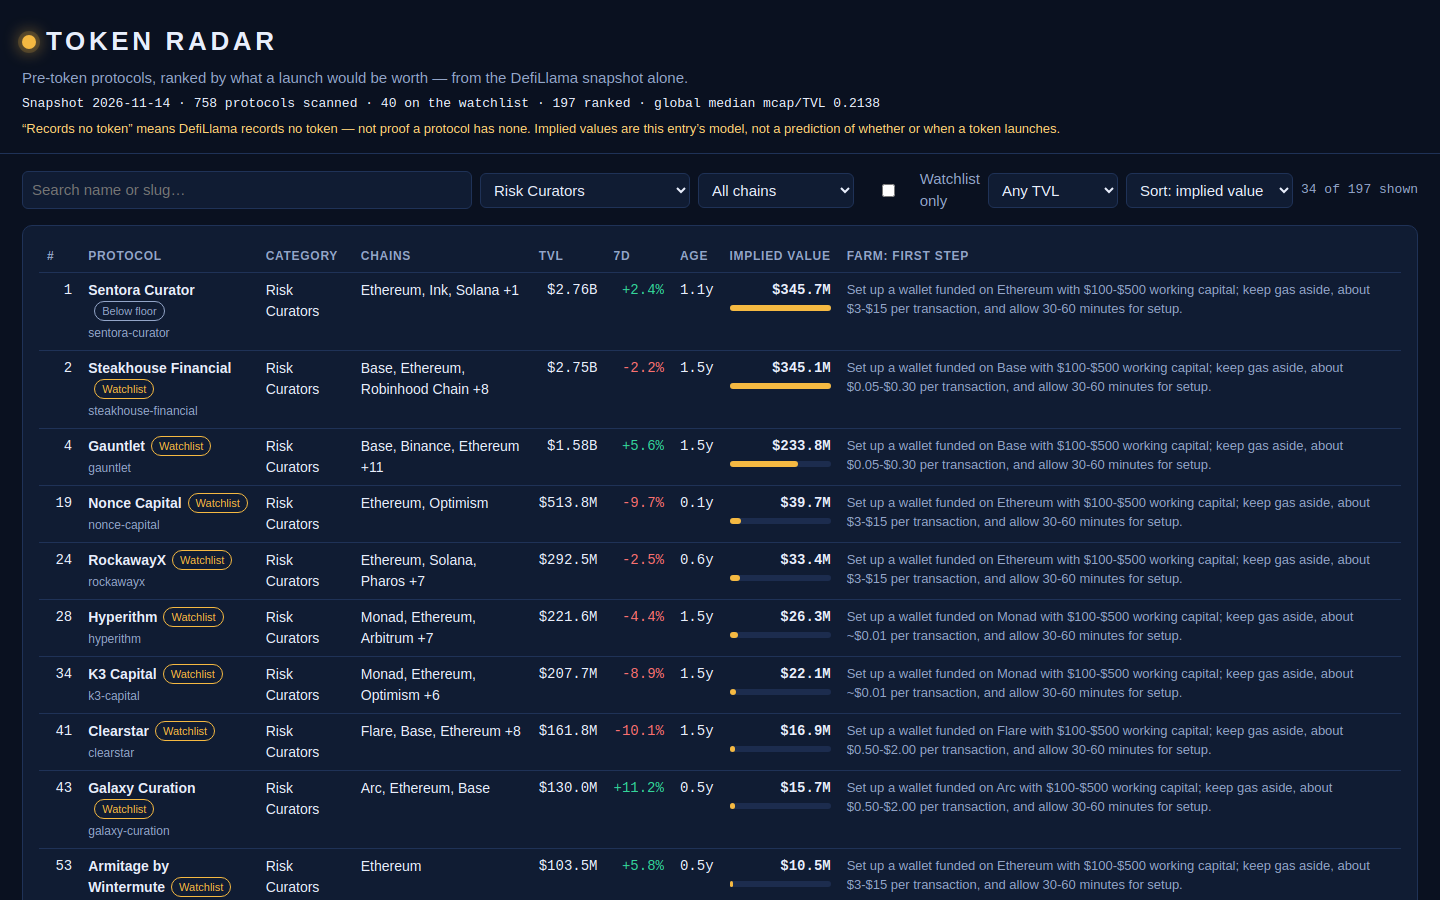 TOKEN RADAR
Pre-token protocols, ranked by what a launch would be worth — from the DefiLlama snapshot alone.
Snapshot 2026-11-14 · 758 protocols scanned · 40 on the watchlist · 197 ranked · global median mcap/TVL 0.2138
“Records no token” means DefiLlama records no token — not proof a protocol has none. Implied values are this entry’s model, not a prediction of whether or when a token launches.
Search name or slug… Risk Curators All chains Watchlist only Any TVL Sort: implied value 34 of 197 shown
# PROTOCOL CATEGORY CHAINS TVL 7D AGE IMPLIED VALUE FARM: FIRST STEP
1 Sentora Curator Risk Ethereum, Ink, Solana +1 $2.76B +2.4% 1.1y $345.7M Set up a wallet funded on Ethereum with $100-$500 working capital; keep gas aside, about
Below floor Curators $3-$15 per transaction, and allow 30-60 minutes for setup.
sentora-curator
2 Steakhouse Financial Risk Base, Ethereum, $2.75B -2.2% 1.5y $345.1M Set up a wallet funded on Base with $100-$500 working capital; keep gas aside, about
Watchlist Curators Robinhood Chain +8 $0.05-$0.30 per transaction, and allow 30-60 minutes for setup.
steakhouse-financial
4 Gauntlet Watchlist Risk Base, Binance, Ethereum $1.58B +5.6% 1.5y $233.8M Set up a wallet funded on Base with $100-$500 working capital; keep gas aside, about
gauntlet Curators +11 $0.05-$0.30 per transaction, and allow 30-60 minutes for setup.
19 Nonce Capital Watchlist Risk Ethereum, Optimism $513.8M -9.7% 0.1y $39.7M Set up a wallet funded on Ethereum with $100-$500 working capital; keep gas aside, about
nonce-capital Curators $3-$15 per transaction, and allow 30-60 minutes for setup.
24 RockawayX Watchlist Risk Ethereum, Solana, $292.5M -2.5% 0.6y $33.4M Set up a wallet funded on Ethereum with $100-$500 working capital; keep gas aside, about
rockawayx Curators Pharos +7 $3-$15 per transaction, and allow 30-60 minutes for setup.
28 Hyperithm Watchlist Risk Monad, Ethereum, $221.6M -4.4% 1.5y $26.3M Set up a wallet funded on Monad with $100-$500 working capital; keep gas aside, about
hyperithm Curators Arbitrum +7 ~$0.01 per transaction, and allow 30-60 minutes for setup.
34 K3 Capital Watchlist Risk Monad, Ethereum, $207.7M -8.9% 1.5y $22.1M Set up a wallet funded on Monad with $100-$500 working capital; keep gas aside, about
k3-capital Curators Optimism +6 ~$0.01 per transaction, and allow 30-60 minutes for setup.
41 Clearstar Watchlist Risk Flare, Base, Ethereum +8 $161.8M -10.1% 1.5y $16.9M Set up a wallet funded on Flare with $100-$500 working capital; keep gas aside, about
clearstar Curators $0.50-$2.00 per transaction, and allow 30-60 minutes for setup.
43 Galaxy Curation Risk Arc, Ethereum, Base $130.0M +11.2% 0.5y $15.7M Set up a wallet funded on Arc with $100-$500 working capital; keep gas aside, about
Watchlist Curators $0.50-$2.00 per transaction, and allow 30-60 minutes for setup.
galaxy-curation
53 Armitage by Risk Ethereum $103.5M +5.8% 0.5y $10.5M Set up a wallet funded on Ethereum with $100-$500 working capital; keep gas aside, about
Wintermute Watchlist Curators $3-$15 per transaction, and allow 30-60 minutes for setup.